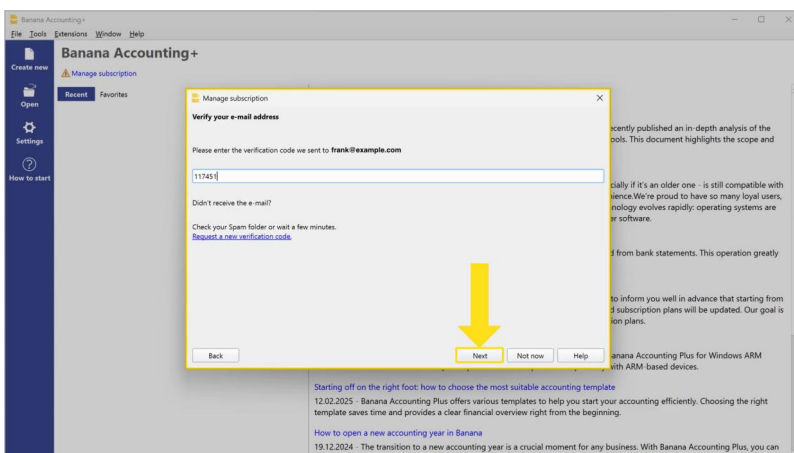 Banana Accounting+
File Tools Extensions Window Help
Create new
Open
Settings
How to start
Banana Accounting+
Manage subscription
Recent Favorites
Manage subscription
Verify your e-mail address
Please enter the verification code we sent to frank@example.com
117451
Didn't receive the e-mail?
Check your Spam folder or wait a few minutes.
Request a new verification code.
Back Next Not now Help
recently published an in-depth analysis of the
ools. This document highlights the scope and
cially if it's an older one - is still compatible with
ience.We're proud to have so many loyal users,
nology evolves rapidly: operating systems are
er software.
d from bank statements. This operation greatly
to inform you well in advance that starting from
d subscription plans will be updated. Our goal is
ion plans.
anana Accounting Plus for Windows ARM
with ARM-based devices.
Starting off on the right foot: how to choose the most suitable accounting template
12.02.2025 - Banana Accounting Plus offers various templates to help you start your accounting efficiently. Choosing the right
template saves time and provides a clear financial overview right from the beginning.
How to open a new accounting year in Banana
19.12.2024 - The transition to a new accounting year is a crucial moment for any business. With Banana Accounting Plus, you can